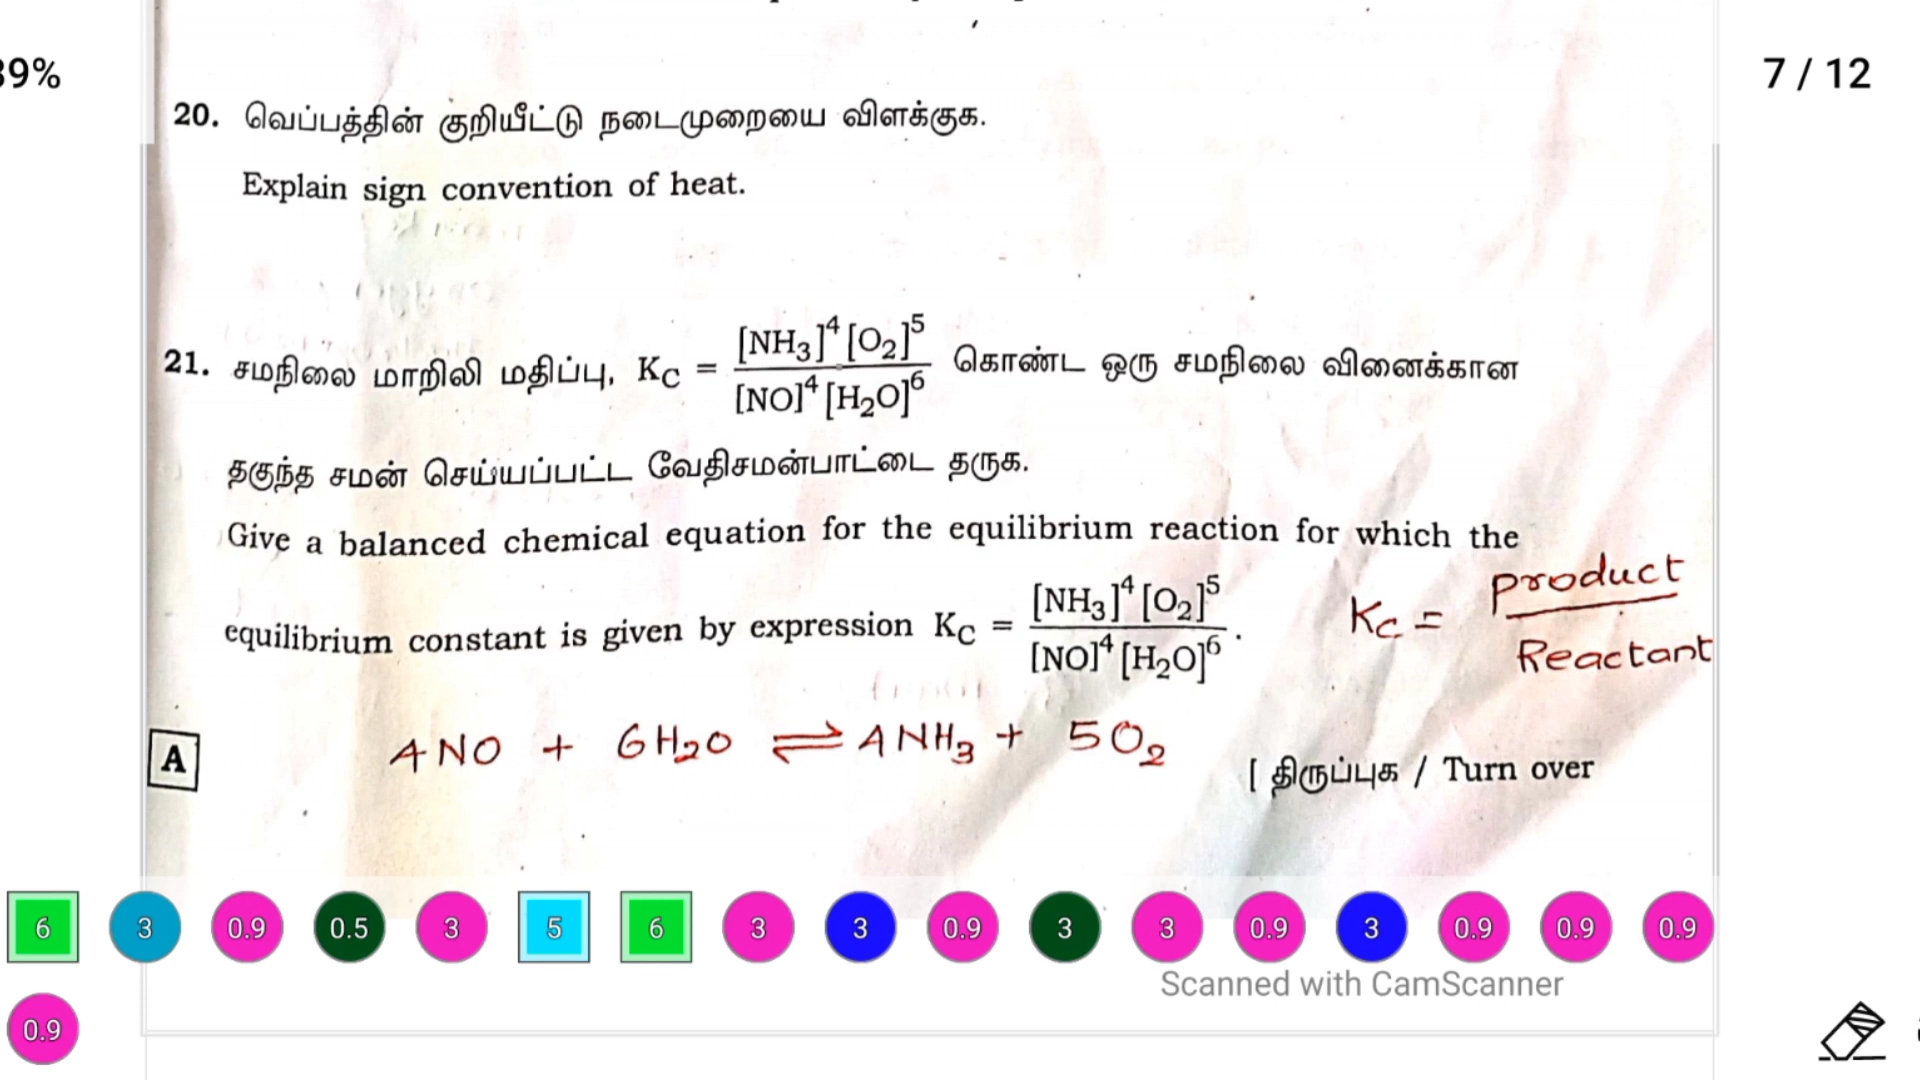 39%
7 / 12
20. வெப்பத்தின் குறியீட்டு நடைமுறையை விளக்குக.
Explain sign convention of heat.
21. சமநிலை மாறிலி மதிப்பு, KC = [NH3]^4 [O2]^5 / [NO]^4 [H2O]^6 கொண்ட ஒரு சமநிலை வினைக்கான
தகுந்த சமன் செய்யப்பட்ட வேதிசமன்பாட்டை தருக.
Give a balanced chemical equation for the equilibrium reaction for which the
equilibrium constant is given by expression KC = [NH3]^4 [O2]^5 / [NO]^4 [H2O]^6 .
Kc = product / Reactant
4NO + 6H2O ⇌ 4NH3 + 5O2
A
[ திருப்புக / Turn over
6 3 0.9 0.5 3 5 6 3 3 0.9 3 3 0.9 3 0.9 0.9 0.9
Scanned with CamScanner
0.9